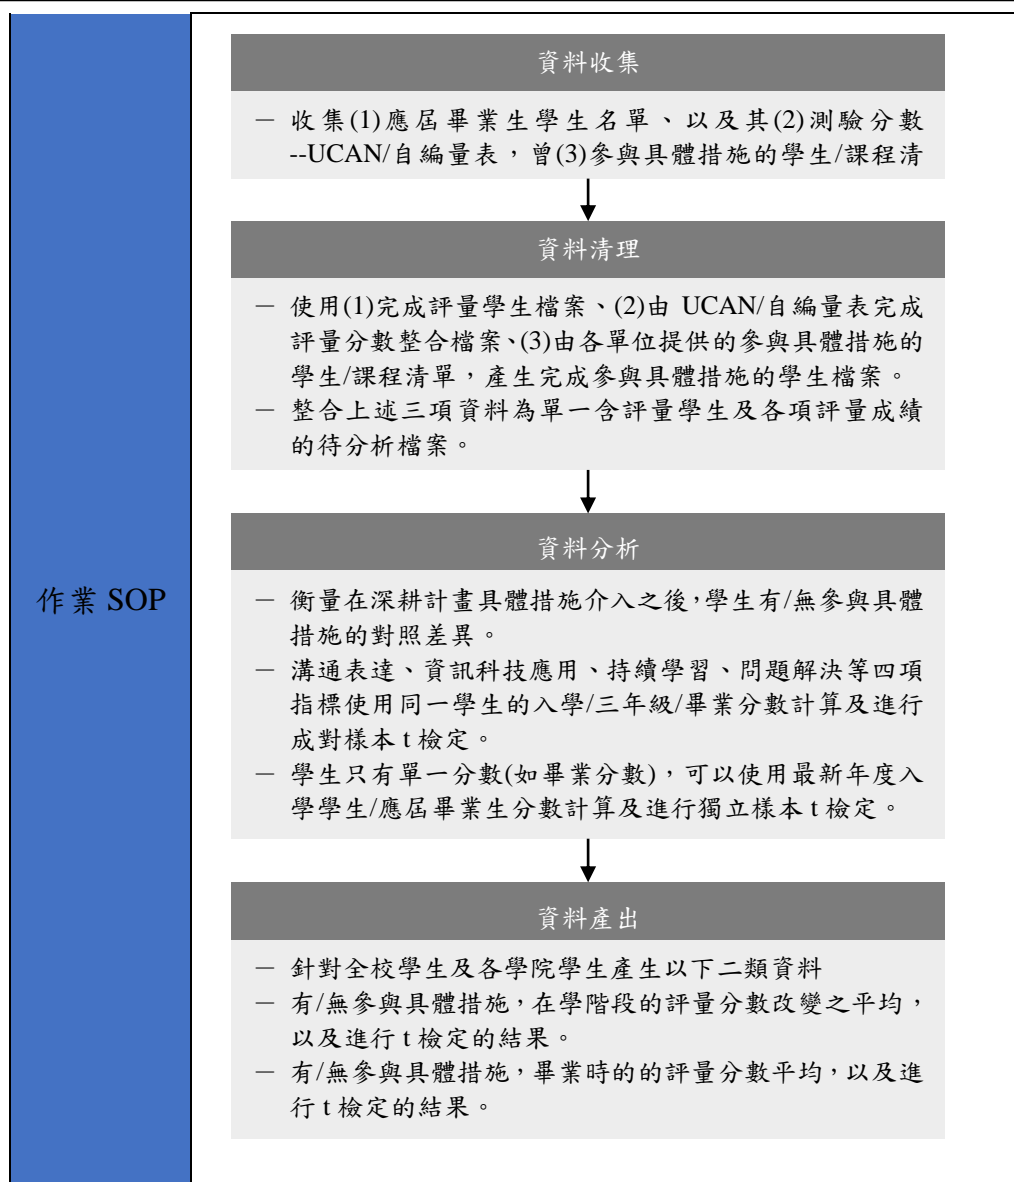 作業 SOP
資料收集
－ 收集(1)應屆畢業生學生名單、以及其(2)測驗分數
--UCAN/自編量表，曾(3)參與具體措施的學生/課程清
資料清理
－ 使用(1)完成評量學生檔案、(2)由 UCAN/自編量表完成
評量分數整合檔案、(3)由各單位提供的參與具體措施的
學生/課程清單，產生完成參與具體措施的學生檔案。
－ 整合上述三項資料為單一含評量學生及各項評量成績
的待分析檔案。
資料分析
－ 衡量在深耕計畫具體措施介入之後，學生有/無參與具體
措施的對照差異。
－ 溝通表達、資訊科技應用、持續學習、問題解決等四項
指標使用同一學生的入學/三年級/畢業分數計算及進行
成對樣本 t 檢定。
－ 學生只有單一分數(如畢業分數)，可以使用最新年度入
學學生/應屆畢業生分數計算及進行獨立樣本 t 檢定。
資料產出
－ 針對全校學生及各學院學生產生以下二類資料
－ 有/無參與具體措施，在學階段的評量分數改變之平均，
以及進行 t 檢定的結果。
－ 有/無參與具體措施，畢業時的的評量分數平均，以及進
行 t 檢定的結果。